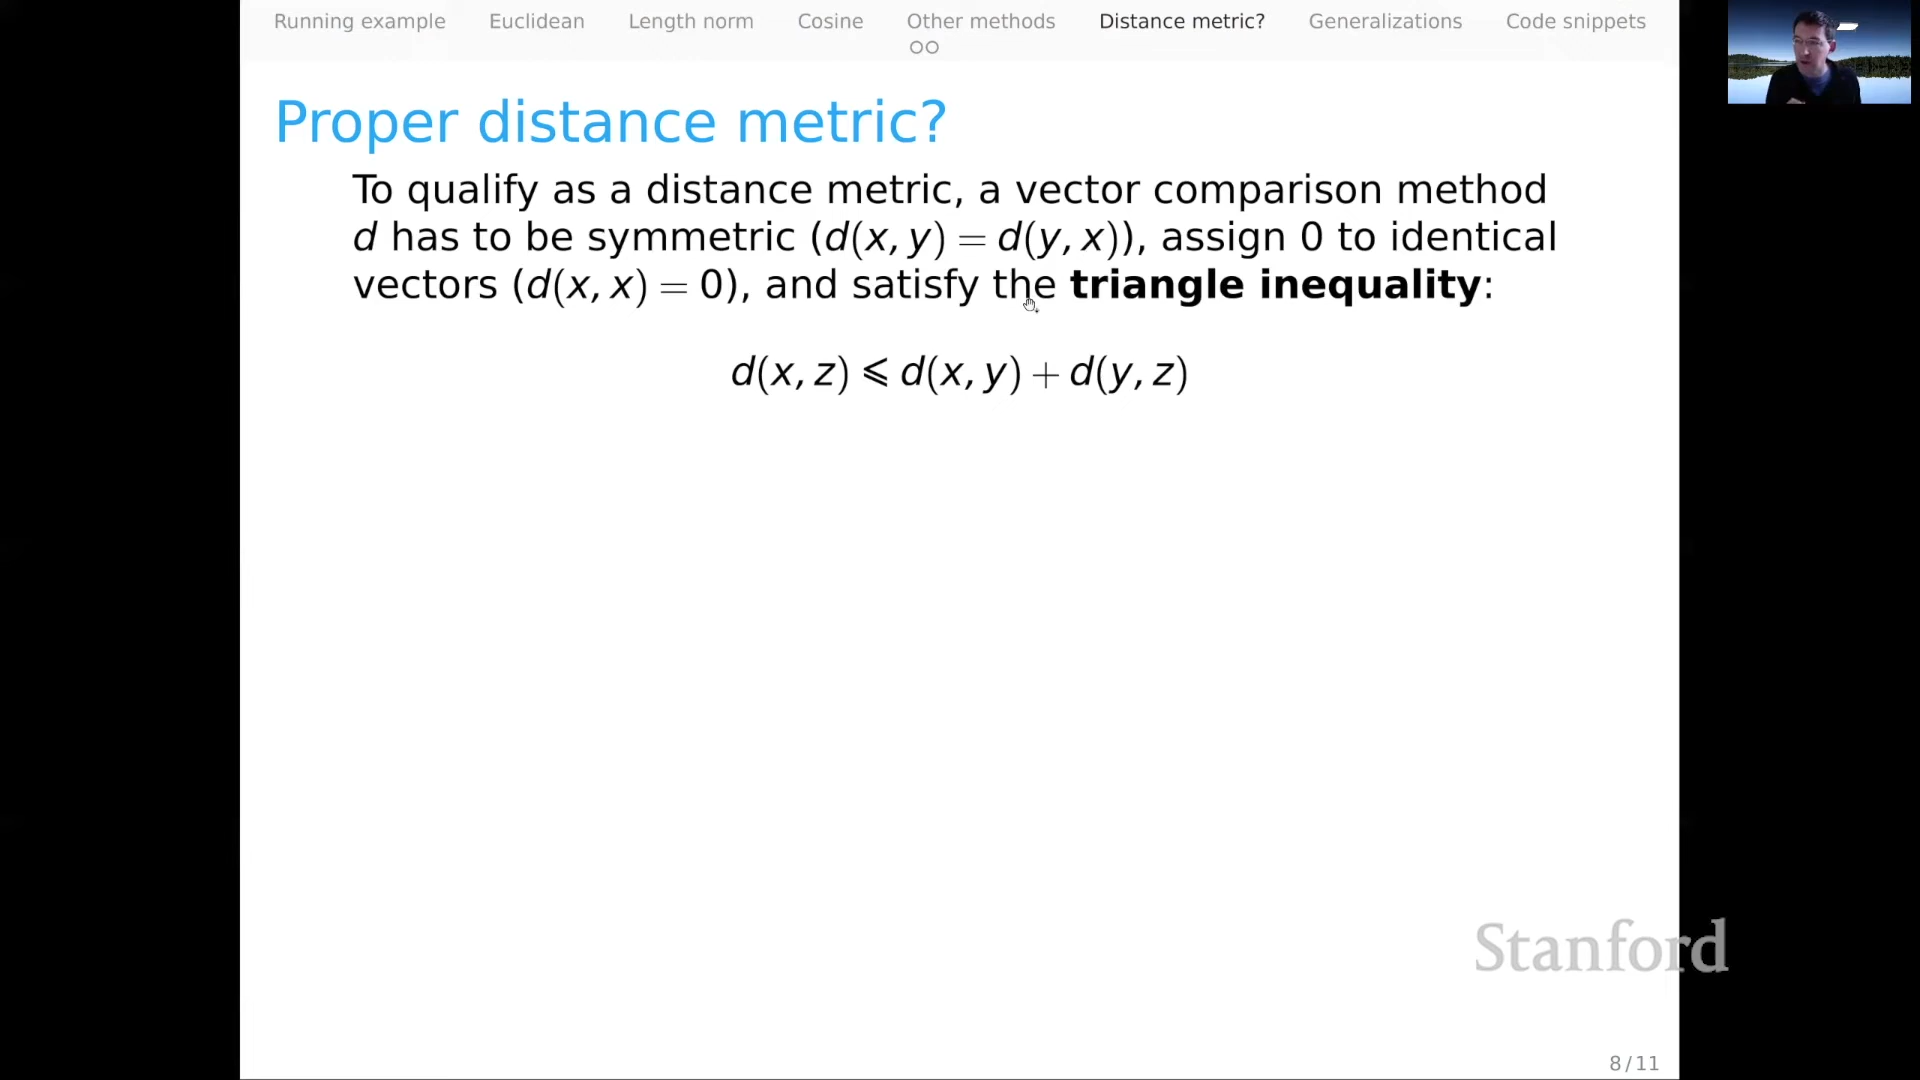 Running example Euclidean Length norm Cosine Other methods Distance metric? Generalizations Code snippets
Proper distance metric?
To qualify as a distance metric, a vector comparison method
d has to be symmetric (d(x, y) = d(y, x)), assign 0 to identical
vectors (d(x, x) = 0), and satisfy the triangle inequality:
d(x, z) ⩽ d(x, y) + d(y, z)
Stanford
8 / 11